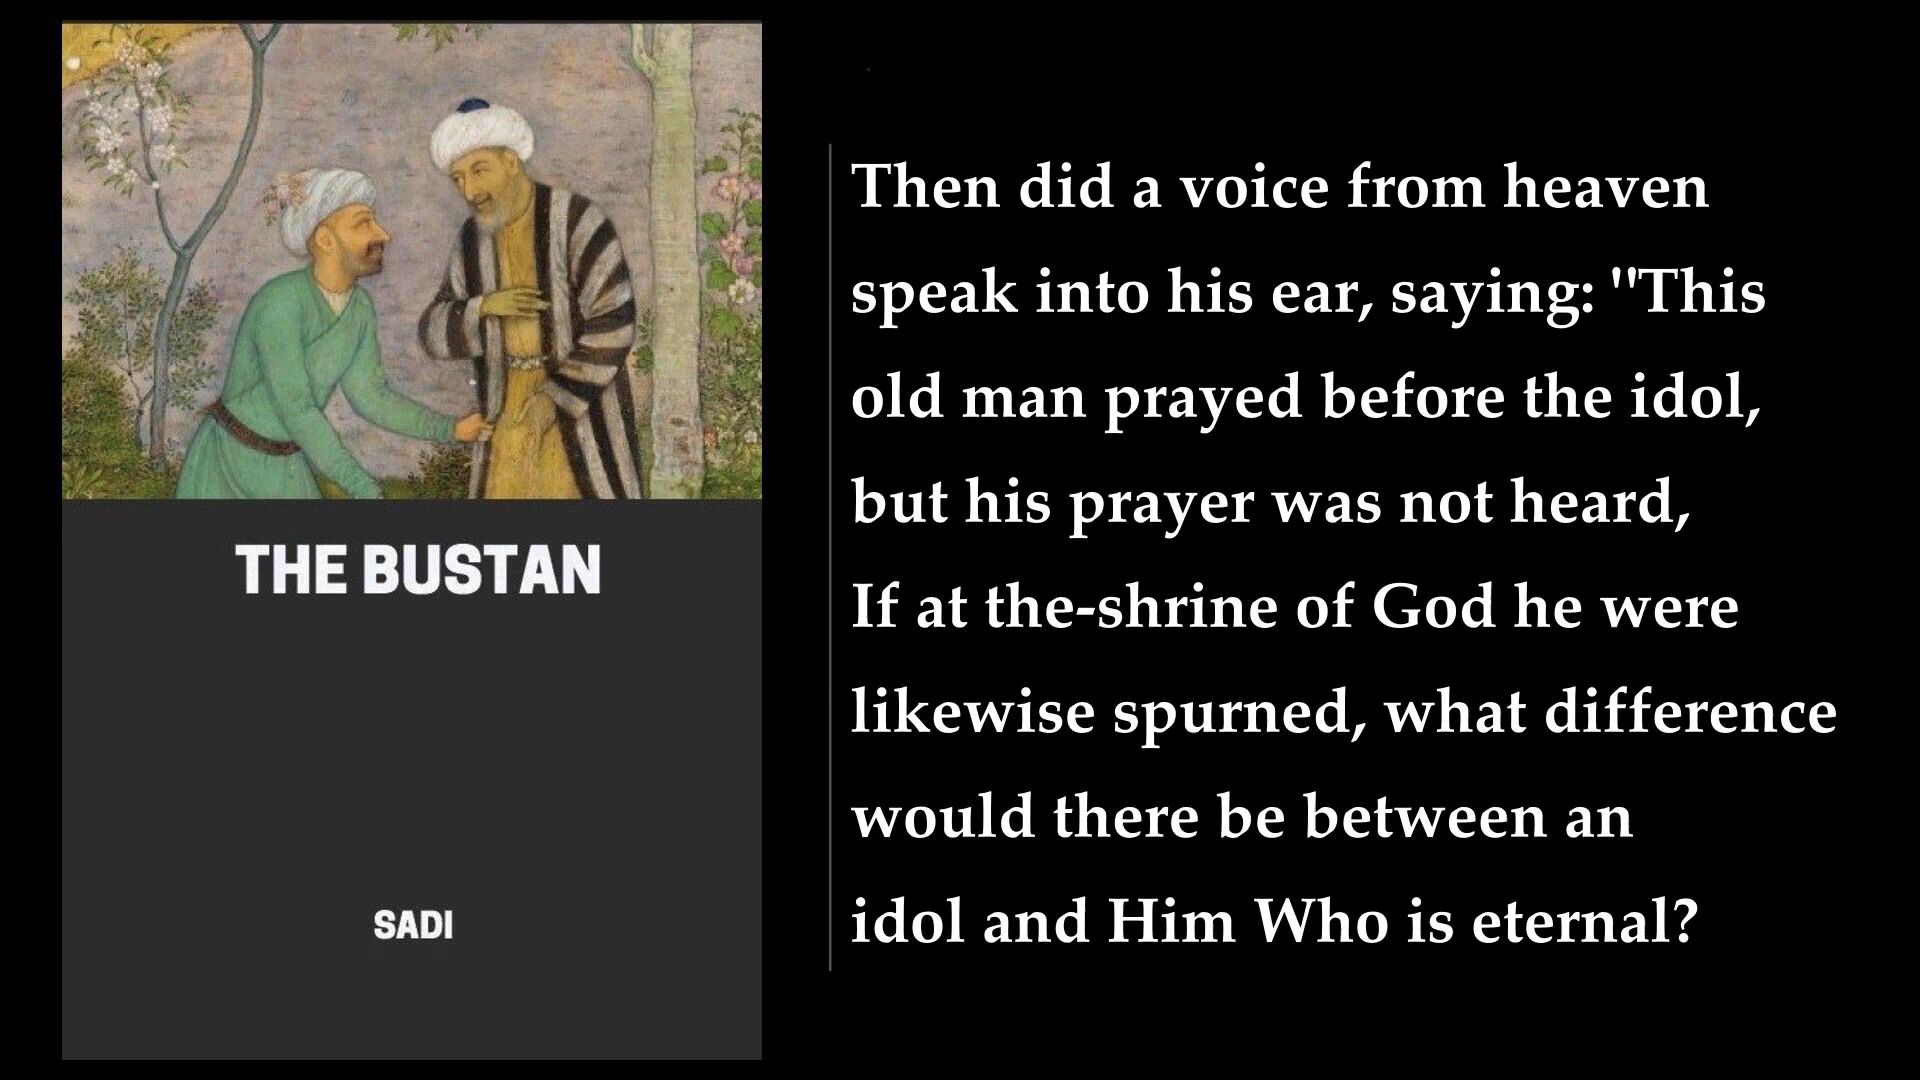 THE BUSTAN
SADI
Then did a voice from heaven
speak into his ear, saying: "This
old man prayed before the idol,
but his prayer was not heard,
If at the-shrine of God he were
likewise spurned, what difference
would there be between an
idol and Him Who is eternal?